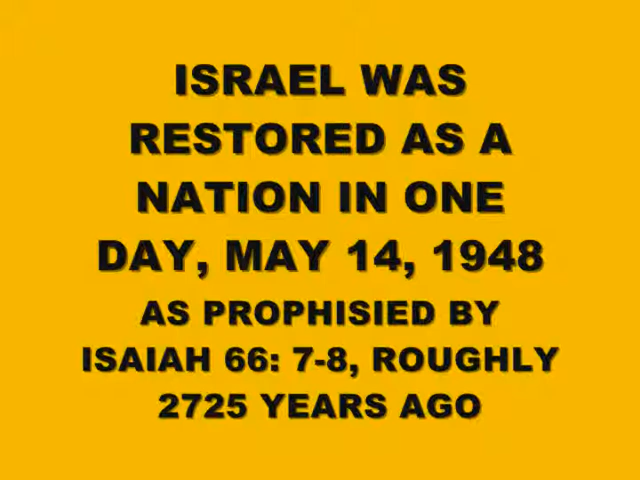 ISRAEL WAS
RESTORED AS A
NATION IN ONE
DAY, MAY 14, 1948
AS PROPHISIED BY
ISAIAH 66: 7-8, ROUGHLY
2725 YEARS AGO